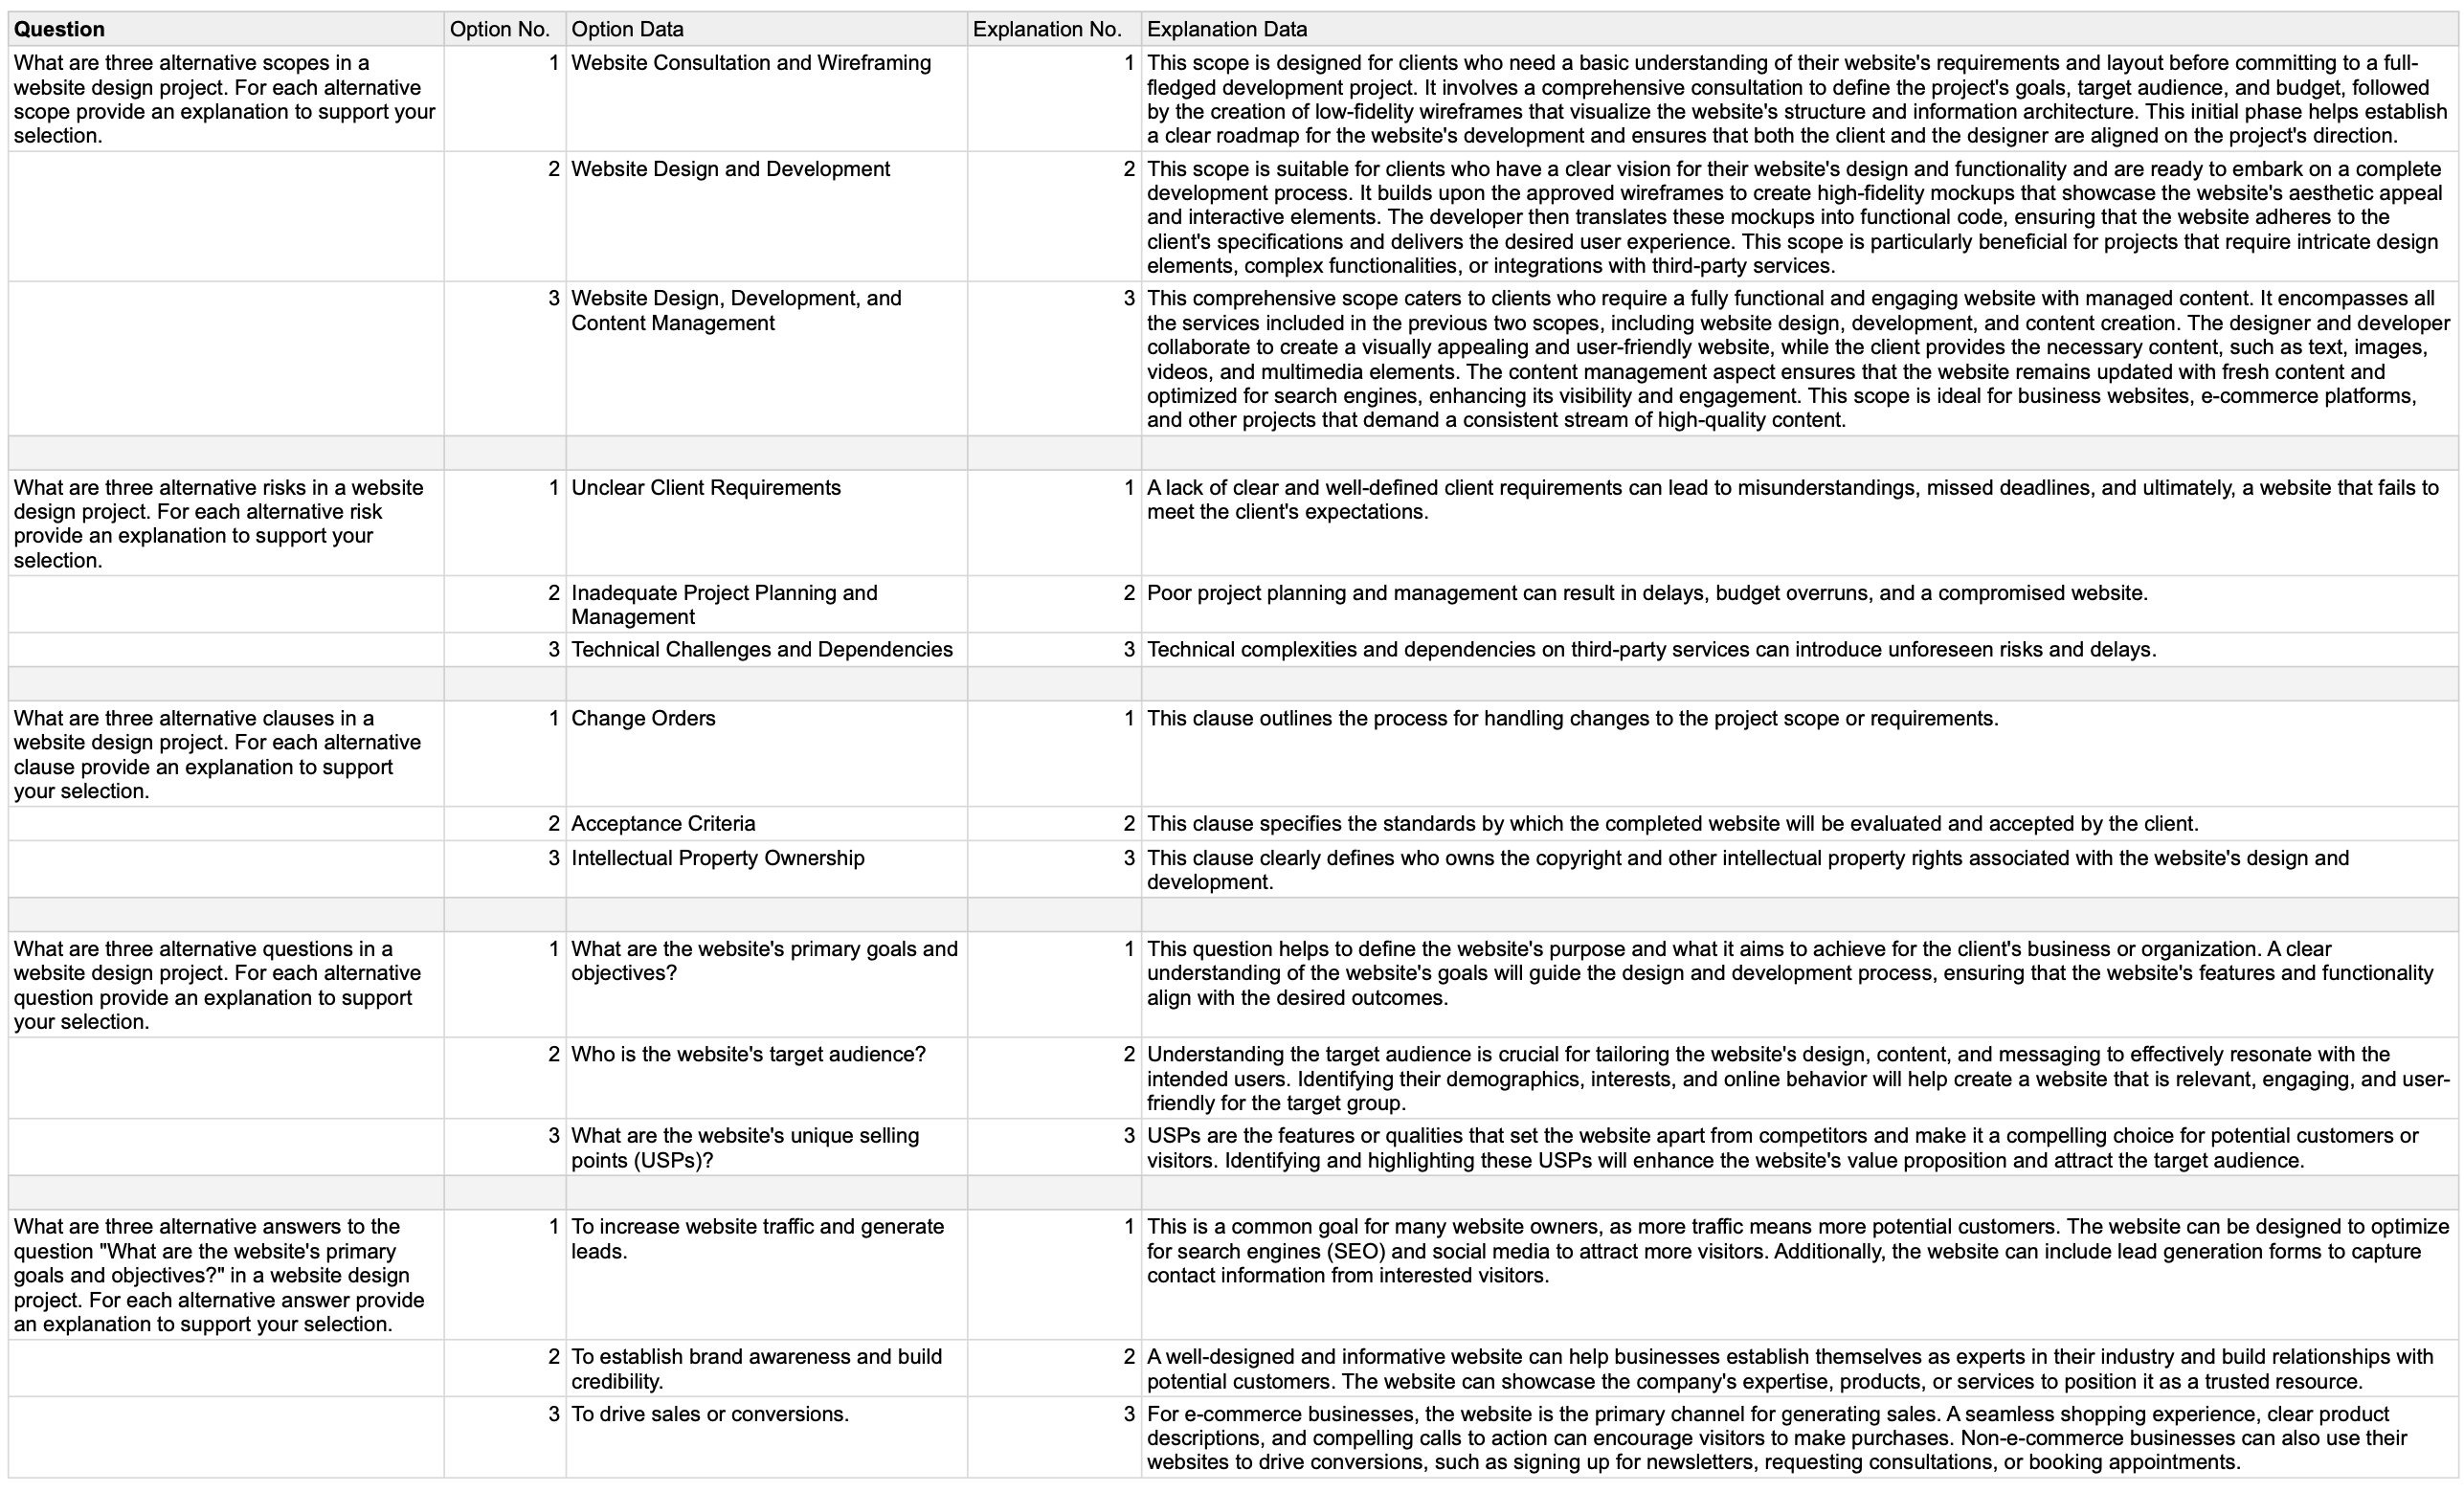 Question Option No. Option Data Explanation No. Explanation Data
What are three alternative scopes in a
website design project. For each alternative
scope provide an explanation to support your
selection.
1 Website Consultation and Wireframing
1 This scope is designed for clients who need a basic understanding of their website's requirements and layout before committing to a full-
fledged development project. It involves a comprehensive consultation to define the project's goals, target audience, and budget, followed
by the creation of low-fidelity wireframes that visualize the website's structure and information architecture. This initial phase helps establish
a clear roadmap for the website's development and ensures that both the client and the designer are aligned on the project's direction.
2 Website Design and Development
2 This scope is suitable for clients who have a clear vision for their website's design and functionality and are ready to embark on a complete
development process. It builds upon the approved wireframes to create high-fidelity mockups that showcase the website's aesthetic appeal
and interactive elements. The developer then translates these mockups into functional code, ensuring that the website adheres to the
client's specifications and delivers the desired user experience. This scope is particularly beneficial for projects that require intricate design
elements, complex functionalities, or integrations with third-party services.
3 Website Design, Development, and
Content Management
3 This comprehensive scope caters to clients who require a fully functional and engaging website with managed content. It encompasses all
the services included in the previous two scopes, including website design, development, and content creation. The designer and developer
collaborate to create a visually appealing and user-friendly website, while the client provides the necessary content, such as text, images,
videos, and multimedia elements. The content management aspect ensures that the website remains updated with fresh content and
optimized for search engines, enhancing its visibility and engagement. This scope is ideal for business websites, e-commerce platforms,
and other projects that demand a consistent stream of high-quality content.
What are three alternative risks in a website
design project. For each alternative risk
provide an explanation to support your
selection.
1 Unclear Client Requirements
1 A lack of clear and well-defined client requirements can lead to misunderstandings, missed deadlines, and ultimately, a website that fails to
meet the client's expectations.
2 Inadequate Project Planning and
Management
2 Poor project planning and management can result in delays, budget overruns, and a compromised website.
3 Technical Challenges and Dependencies
3 Technical complexities and dependencies on third-party services can introduce unforeseen risks and delays.
What are three alternative clauses in a
website design project. For each alternative
clause provide an explanation to support
your selection.
1 Change Orders
1 This clause outlines the process for handling changes to the project scope or requirements.
2 Acceptance Criteria
2 This clause specifies the standards by which the completed website will be evaluated and accepted by the client.
3 Intellectual Property Ownership
3 This clause clearly defines who owns the copyright and other intellectual property rights associated with the website's design and
development.
What are three alternative questions in a
website design project. For each alternative
question provide an explanation to support
your selection.
1 What are the website's primary goals and
objectives?
1 This question helps to define the website's purpose and what it aims to achieve for the client's business or organization. A clear
understanding of the website's goals will guide the design and development process, ensuring that the website's features and functionality
align with the desired outcomes.
2 Who is the website's target audience?
2 Understanding the target audience is crucial for tailoring the website's design, content, and messaging to effectively resonate with the
intended users. Identifying their demographics, interests, and online behavior will help create a website that is relevant, engaging, and user-
friendly for the target group.
3 What are the website's unique selling
points (USPs)?
3 USPs are the features or qualities that set the website apart from competitors and make it a compelling choice for potential customers or
visitors. Identifying and highlighting these USPs will enhance the website's value proposition and attract the target audience.
What are three alternative answers to the
question "What are the website's primary
goals and objectives?" in a website design
project. For each alternative answer provide
an explanation to support your selection.
1 To increase website traffic and generate
leads.
1 This is a common goal for many website owners, as more traffic means more potential customers. The website can be designed to optimize
for search engines (SEO) and social media to attract more visitors. Additionally, the website can include lead generation forms to capture
contact information from interested visitors.
2 To establish brand awareness and build
credibility.
2 A well-designed and informative website can help businesses establish themselves as experts in their industry and build relationships with
potential customers. The website can showcase the company's expertise, products, or services to position it as a trusted resource.
3 To drive sales or conversions.
3 For e-commerce businesses, the website is the primary channel for generating sales. A seamless shopping experience, clear product
descriptions, and compelling calls to action can encourage visitors to make purchases. Non-e-commerce businesses can also use their
websites to drive conversions, such as signing up for newsletters, requesting consultations, or booking appointments.